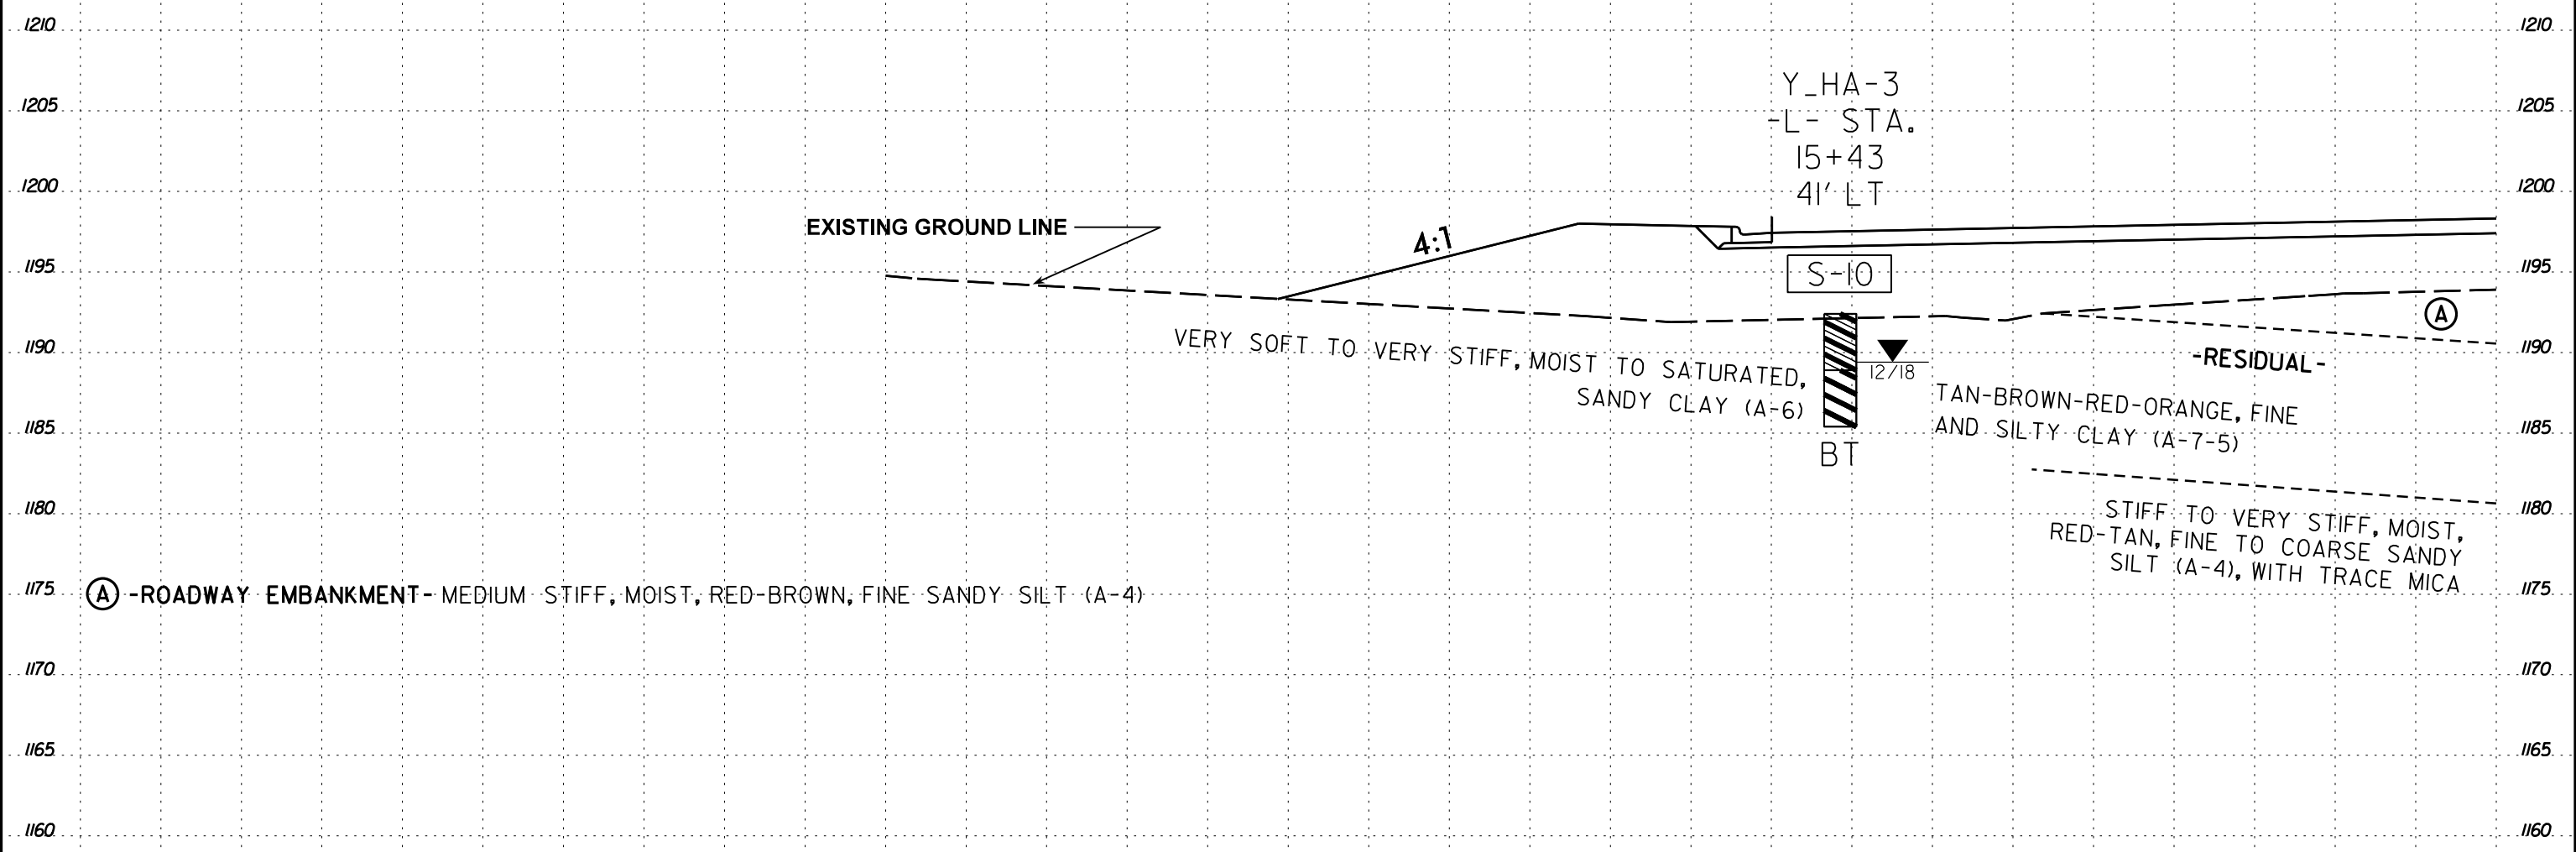 1210 1210
Y_HA-3
1205 1205
-L- STA.
15+43
1200 1200
41' LT
EXISTING GROUND LINE
4:1
1195 1195
S-10
A
1190 1190
VERY SOFT TO VERY STIFF, MOIST TO SATURATED,
SANDY CLAY (A-6)
12/18
-RESIDUAL-
TAN-BROWN-RED-ORANGE, FINE
AND SILTY CLAY (A-7-5)
1185 1185
BT
1180 1180
STIFF TO VERY STIFF, MOIST,
RED-TAN, FINE TO COARSE SANDY
SILT (A-4), WITH TRACE MICA
1175 1175
A -ROADWAY EMBANKMENT- MEDIUM STIFF, MOIST, RED-BROWN, FINE SANDY SILT (A-4)
1170 1170
1165 1165
1160 1160